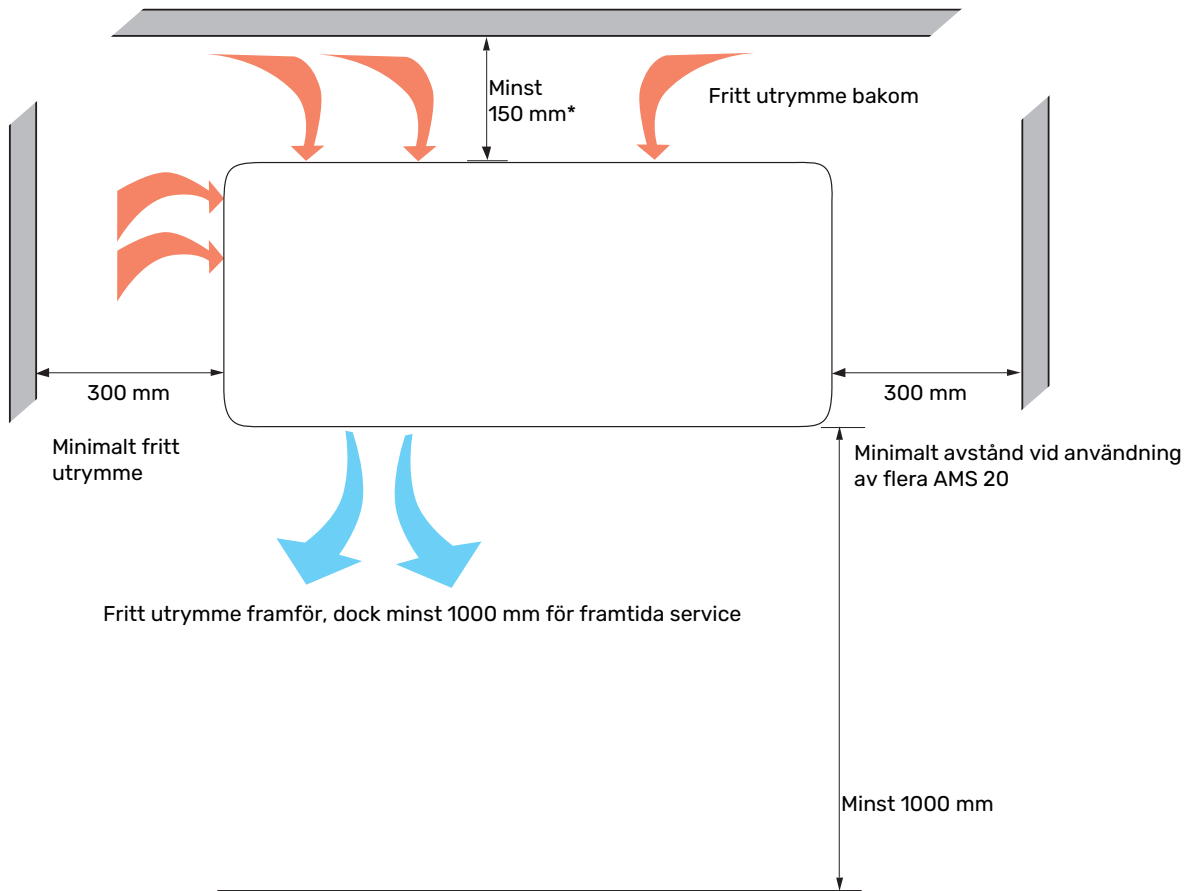 Minst
150 mm*
Fritt utrymme bakom
300 mm
300 mm
Minimalt fritt
utrymme
Minimalt avstånd vid användning
av flera AMS 20
Fritt utrymme framför, dock minst 1000 mm för framtida service
Minst 1000 mm